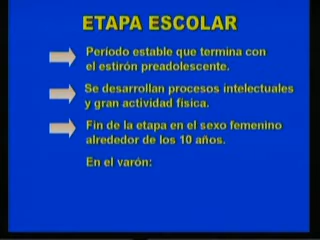 ETAPA ESCOLAR
Período estable que termina con
el estirón preadolescente.
Se desarrollan procesos intelectuales
y gran actividad física.
Fin de la etapa en el sexo femenino
alrededor de los 10 años.
En el varón: